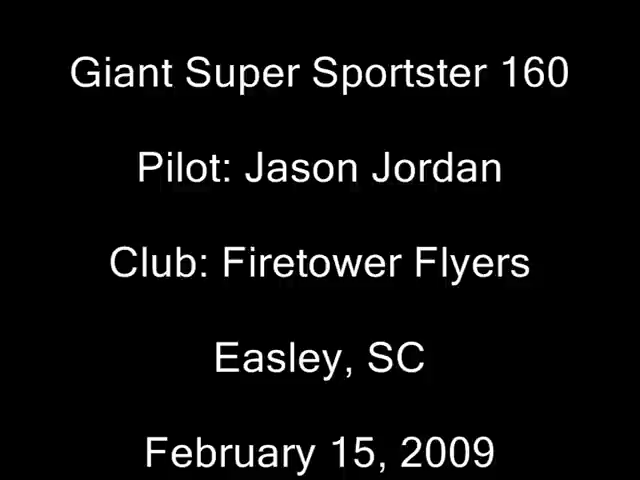 Giant Super Sportster 160
Pilot: Jason Jordan
Club: Firetower Flyers
Easley, SC
February 15, 2009